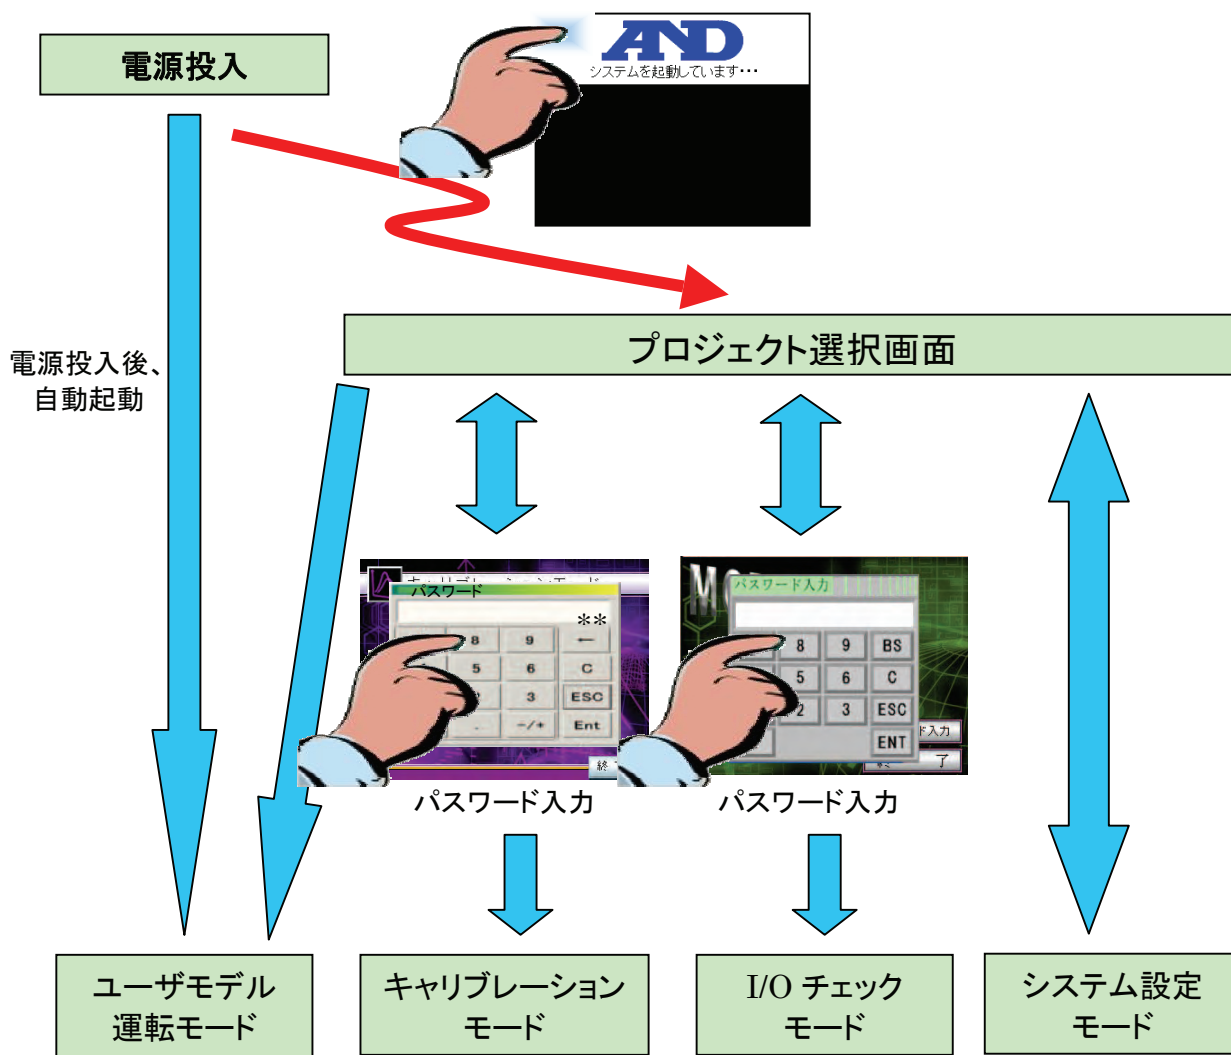 電源投入
AND
システムを起動しています・・・
プロジェクト選択画面
電源投入後、
自動起動
パスワード
**
8 9 ←
5 6 C
3 ESC
. -/+ Ent
終
パスワード入力
パスワード入力
8 9 BS
5 6 C
2 3 ESC
ENT
ド入力
了
パスワード入力
ユーザモデル
運転モード
キャリブレーション
モード
I/O チェック
モード
システム設定
モード